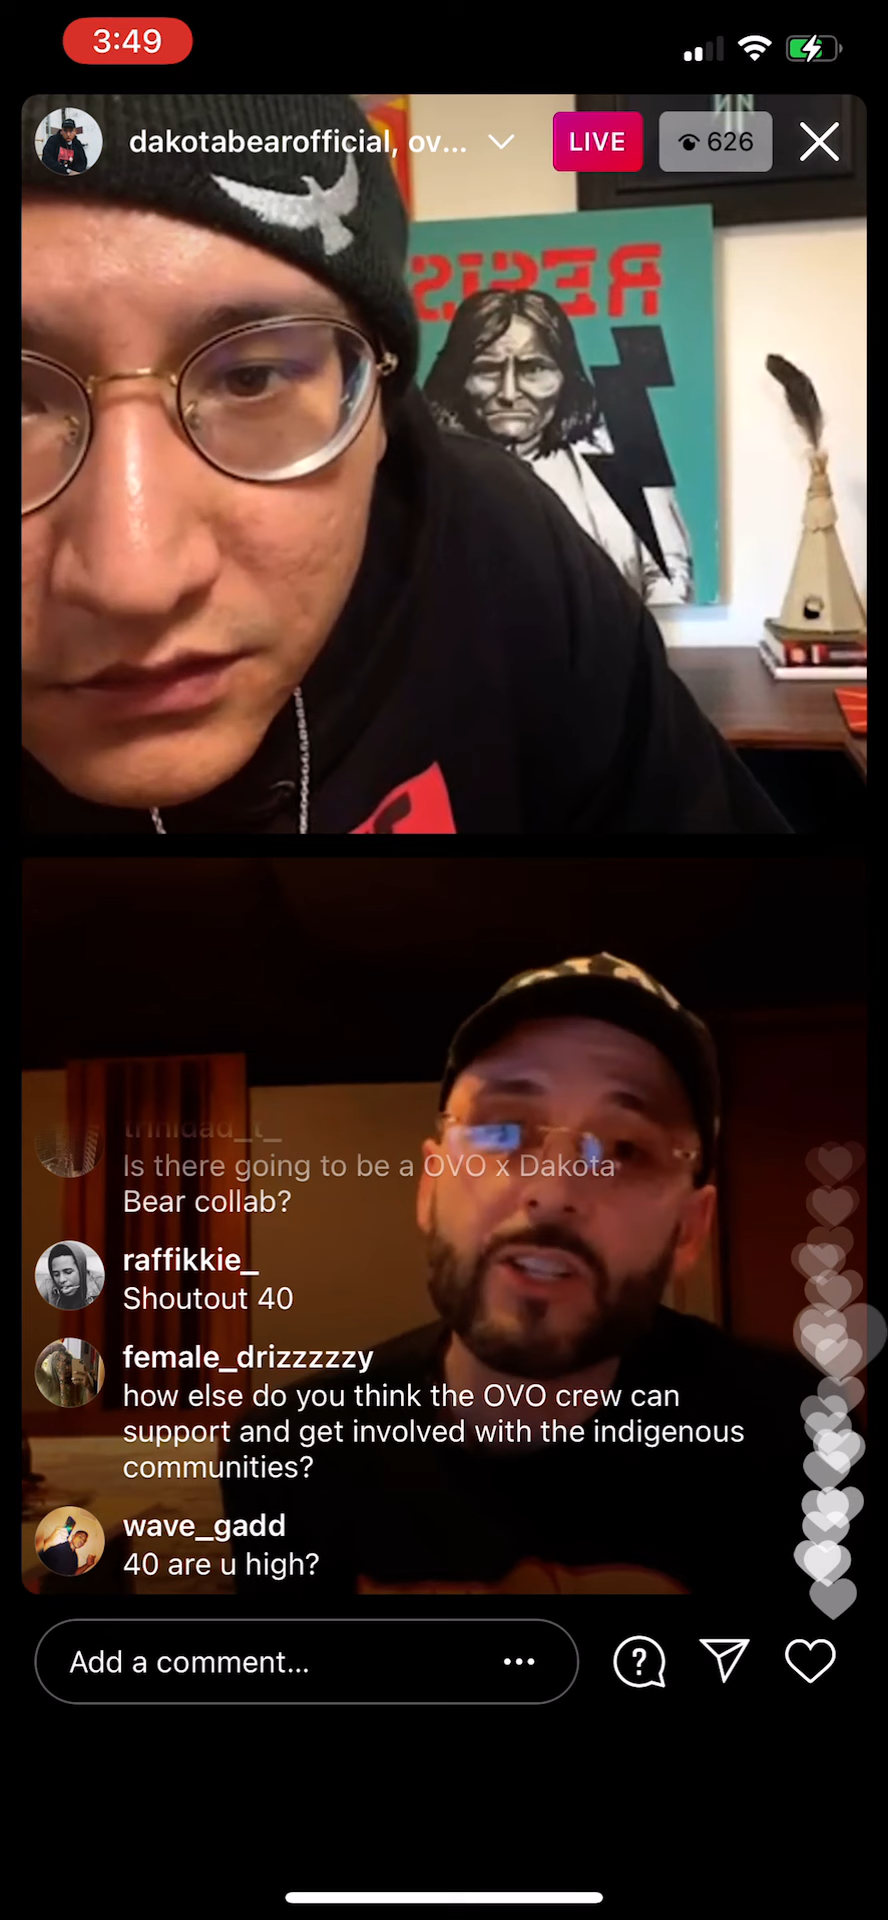 3:49
dakotabearofficial, ov...
LIVE
626
RESIS
trinidad_t_
Is there going to be a OVO x Dakota
Bear collab?
raffikkie_
Shoutout 40
female_drizzzzzy
how else do you think the OVO crew can
support and get involved with the indigenous
communities?
wave_gadd
40 are u high?
Add a comment...